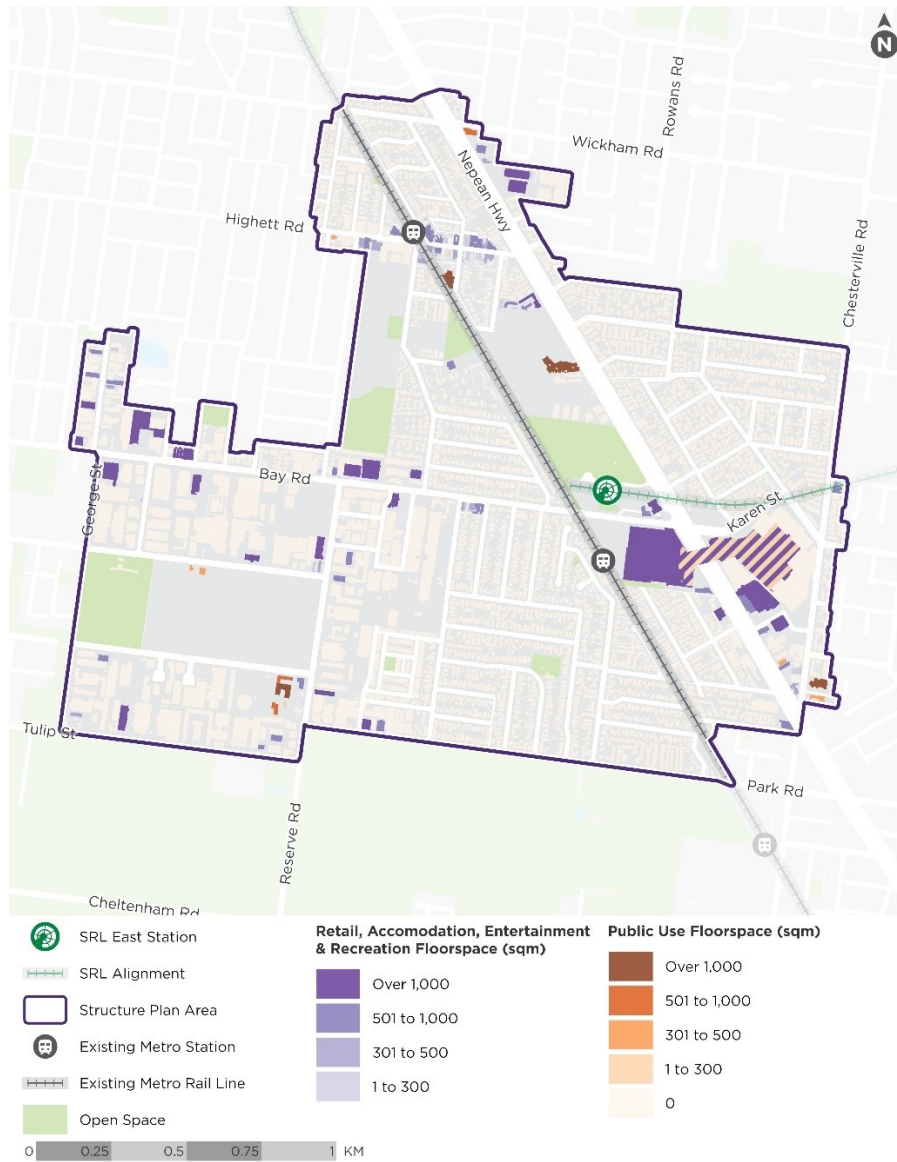 N
Rowans Rd
Wickham Rd
Nepean Hwy
Highett Rd
Chesterville Rd
George St
Bay Rd
Karen St
Tulip St
Park Rd
Reserve Rd
Cheltenham Rd
SRL East Station
SRL Alignment
Structure Plan Area
Existing Metro Station
Existing Metro Rail Line
Open Space
0 0.25 0.5 0.75 1 KM
Retail, Accomodation, Entertainment
& Recreation Floorspace (sqm)
Over 1,000
501 to 1,000
301 to 500
1 to 300
Public Use Floorspace (sqm)
Over 1,000
501 to 1,000
301 to 500
1 to 300
0